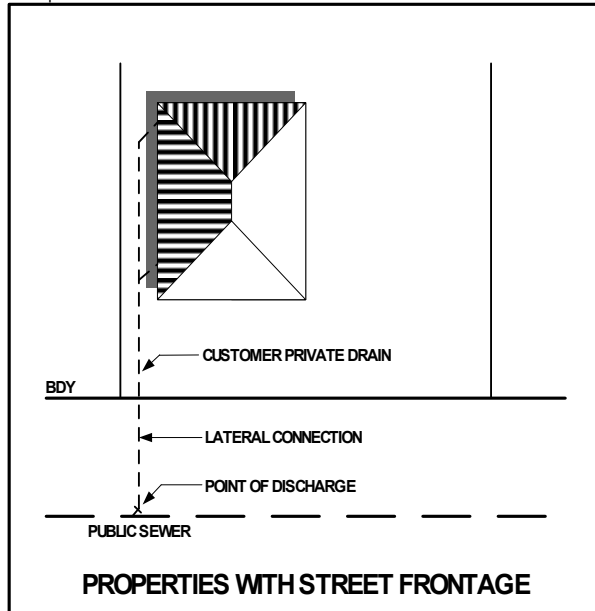 CUSTOMER PRIVATE DRAIN
BDY
LATERAL CONNECTION
POINT OF DISCHARGE
PUBLIC SEWER
PROPERTIES WITH STREET FRONTAGE